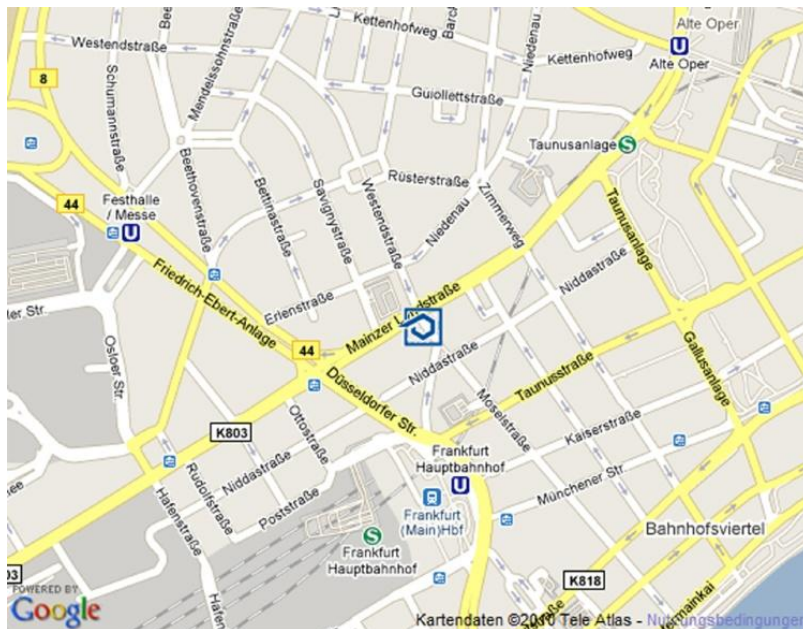 Alte Oper
U
Alte Oper
Kettenhofweg
Niedenau
Kettenhofweg
Westendstraße
Mendelssohnstraße
8
Schumannstraße
Guiollettstraße
Taunusanlage
S
Rüsterstraße
Beethovenstraße
Bettinastraße
Savignystraße
Westendstraße
Zimmerweg
Taunusanlage
44
Festhalle
/ Messe
U
Niedenau
Niddastraße
Friedrich-Ebert-Anlage
Erlenstraße
Mainzer Landstraße
Osloer Str.
44
Düsseldorfer Str.
Niddastraße
Taunusstraße
Gallusanlage
Moselstraße
Ottostraße
K803
Kaiserstraße
Frankfurt
Hauptbahnhof
U
Niddastraße
Rudolfstraße
Hafenstraße
Poststraße
Münchener Str
Frankfurt
(Main)Hbf
S
Frankfurt
Hauptbahnhof
Bahnhofsviertel
K818
POWERED BY
Google
Kartendaten ©2010 Tele Atlas - Nutzungsbedingungen